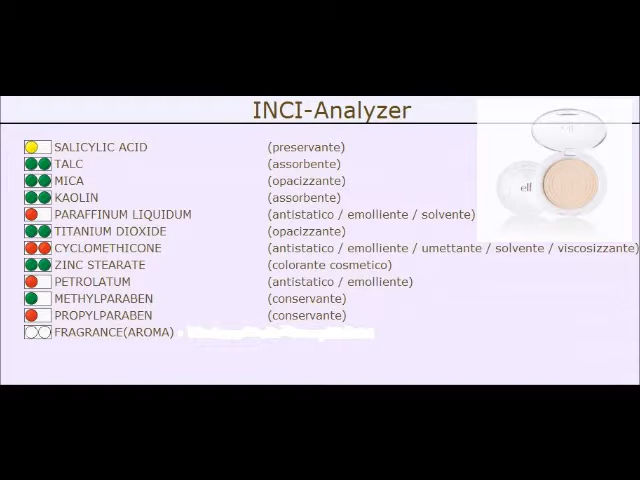 INCI-Analyzer
SALICYLIC ACID (preservante)
TALC (assorbente)
MICA (opacizzante)
KAOLIN (assorbente)
PARAFFINUM LIQUIDUM (antistatico / emolliente / solvente)
TITANIUM DIOXIDE (opacizzante)
CYCLOMETHICONE (antistatico / emolliente / umettante / solvente / viscosizzante)
ZINC STEARATE (colorante cosmetico)
PETROLATUM (antistatico / emolliente)
METHYLPARABEN (conservante)
PROPYLPARABEN (conservante)
FRAGRANCE(AROMA)
elf
elf